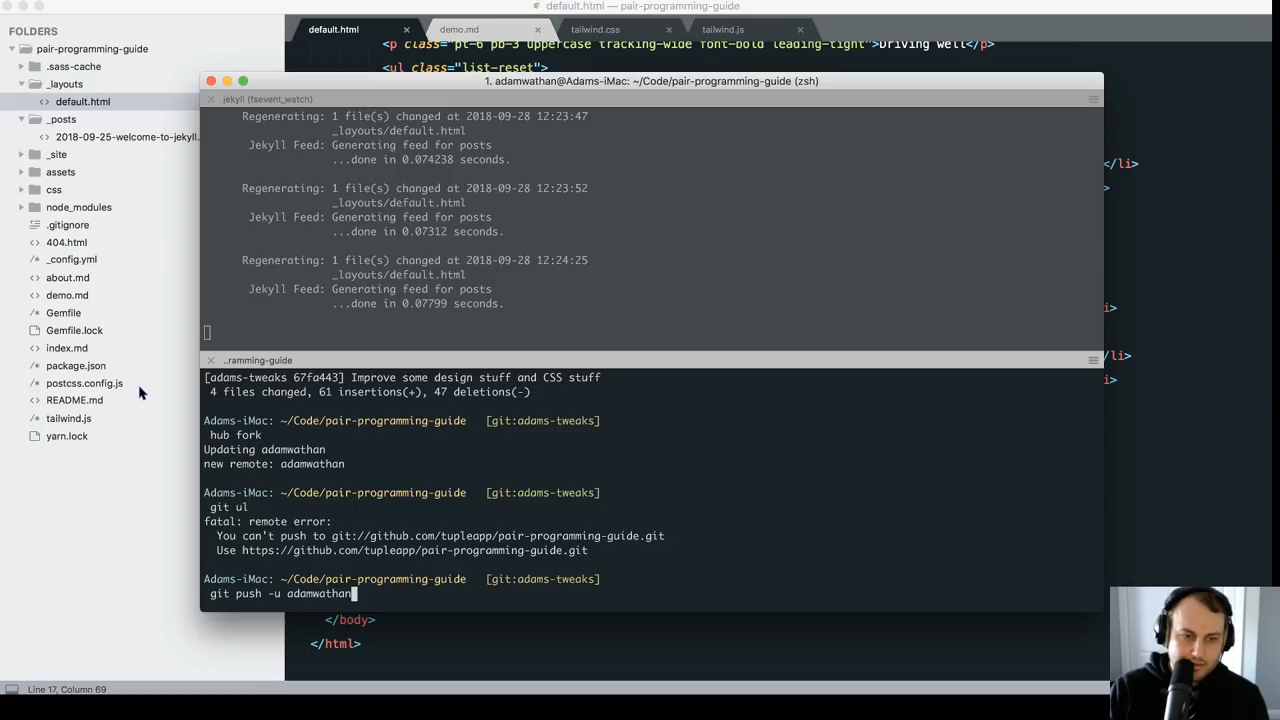 default.html — pair-programming-guide
FOLDERS
pair-programming-guide
.sass-cache
_layouts
default.html
_posts
2018-09-25-welcome-to-jekyll.
_site
assets
css
node_modules
.gitignore
404.html
_config.yml
about.md
demo.md
Gemfile
Gemfile.lock
index.md
package.json
postcss.config.js
README.md
tailwind.js
yarn.lock
default.html
demo.md
tailwind.css
tailwind.js
<p class="pt-6 pb-3 uppercase tracking-wide font-bold leading-tight">Driving well</p>
<ul class="list-reset">
1. adamwathan@Adams-iMac: ~/Code/pair-programming-guide (zsh)
jekyll (fsevent_watch)
Regenerating: 1 file(s) changed at 2018-09-28 12:23:47
_layouts/default.html
Jekyll Feed: Generating feed for posts
...done in 0.074238 seconds.
Regenerating: 1 file(s) changed at 2018-09-28 12:23:52
_layouts/default.html
Jekyll Feed: Generating feed for posts
...done in 0.07312 seconds.
Regenerating: 1 file(s) changed at 2018-09-28 12:24:25
_layouts/default.html
Jekyll Feed: Generating feed for posts
...done in 0.07799 seconds.
..ramming-guide
[adams-tweaks 67fa443] Improve some design stuff and CSS stuff
4 files changed, 61 insertions(+), 47 deletions(-)
Adams-iMac: ~/Code/pair-programming-guide [git:adams-tweaks]
hub fork
Updating adamwathan
new remote: adamwathan
Adams-iMac: ~/Code/pair-programming-guide [git:adams-tweaks]
git ul
fatal: remote error:
You can't push to git://github.com/tupleapp/pair-programming-guide.git
Use https://github.com/tupleapp/pair-programming-guide.git
Adams-iMac: ~/Code/pair-programming-guide [git:adams-tweaks]
git push -u adamwathan
</li>
>
i>
</li>
i>
</body>
</html>
Line 17, Column 69